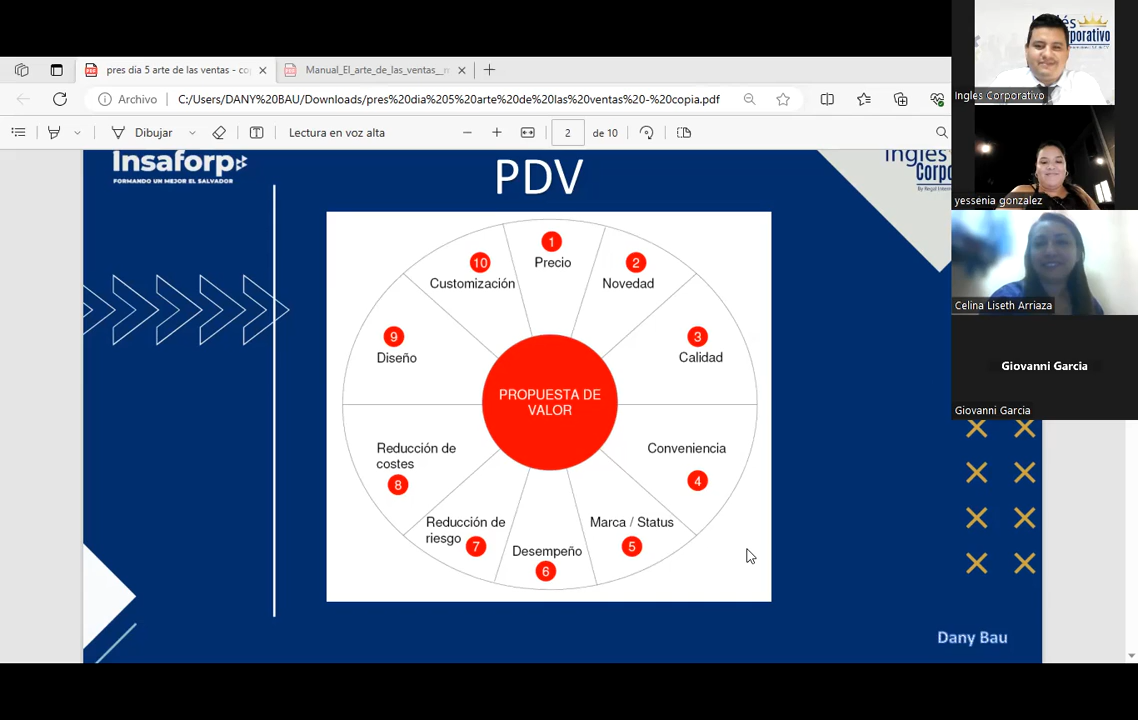 pres dia 5 arte de las ventas - co
Manual_El_arte_de_las_ventas_
Archivo
C:/Users/DANY%20BAU/Downloads/pres%20dia%205%20arte%20de%20las%20ventas%20-%20copia.pdf
Dibujar
Lectura en voz alta
2
de 10
Insaforp
FORMANDO UN MEJOR EL SALVADOR
PDV
Inglés
Corpo
1
Precio
2
Novedad
3
Calidad
Conveniencia
4
Marca / Status
5
Desempeño
6
Reducción de
riesgo
7
Reducción de
costes
8
9
Diseño
10
Customización
PROPUESTA DE
VALOR
Dany Bau
Inglés
Corporativo
Ingles Corporativo
yessenia gonzalez
Celina Liseth Arriaza
Giovanni Garcia
Giovanni Garcia